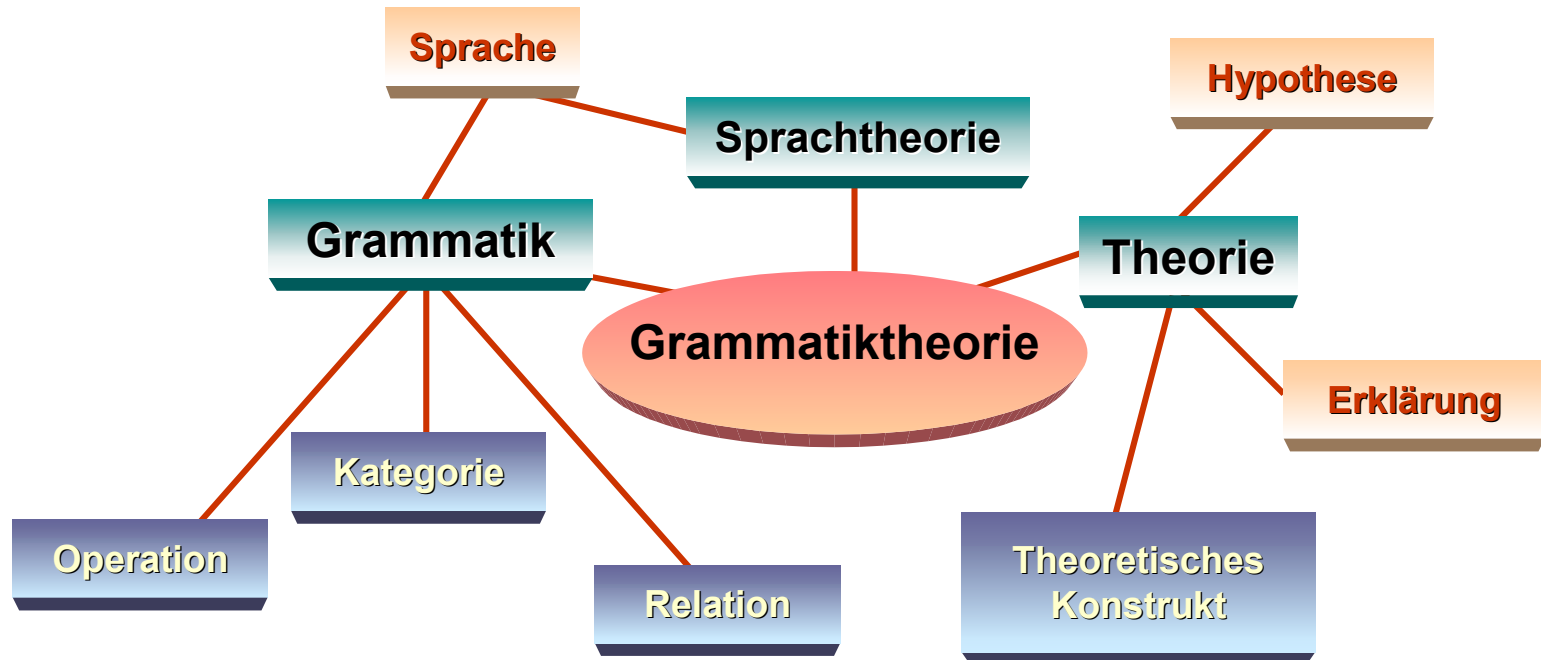 Sprache
Hypothese
Sprachtheorie
Grammatik
Theorie
Grammatiktheorie
Erklärung
Kategorie
Operation
Theoretisches
Konstrukt
Relation